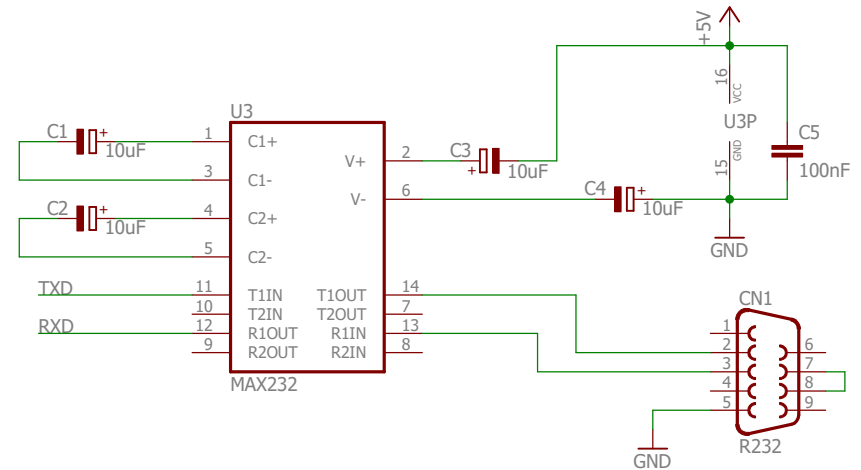 +5V
16
VCC
U3P
15
GND
C5
100nF
GND
U3
C1
+
10uF
1
C1+
3
C1-
C2
+
10uF
4
C2+
5
C2-
TXD
11
T1IN
10
T2IN
RXD
12
R1OUT
9
R2OUT
MAX232
V+
2
V-
6
T1OUT
14
T2OUT
7
R1IN
13
R2IN
8
C3
+
10uF
C4
+
10uF
CN1
1
2
3
4
5
6
7
8
9
R232
GND